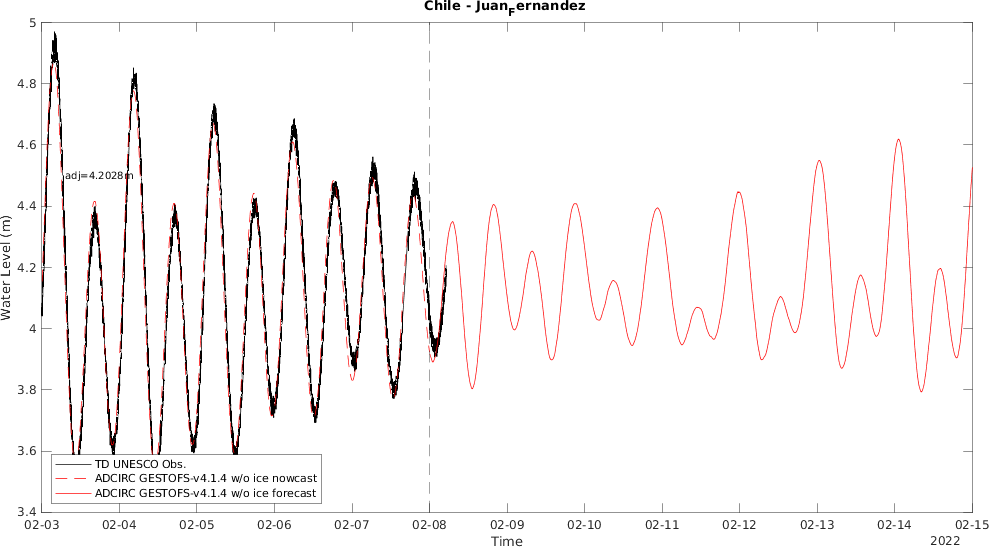 Chile - JuanFernandez
5
4.8
4.6
4.4
4.2
4
3.8
3.6
3.4
Water Level (m)
adj=4.2028m
TD UNESCO Obs.
ADCIRC GESTOFS-v4.1.4 w/o ice nowcast
ADCIRC GESTOFS-v4.1.4 w/o ice forecast
02-03 02-04 02-05 02-06 02-07 02-08 02-09 02-10 02-11 02-12 02-13 02-14 02-15
Time
2022